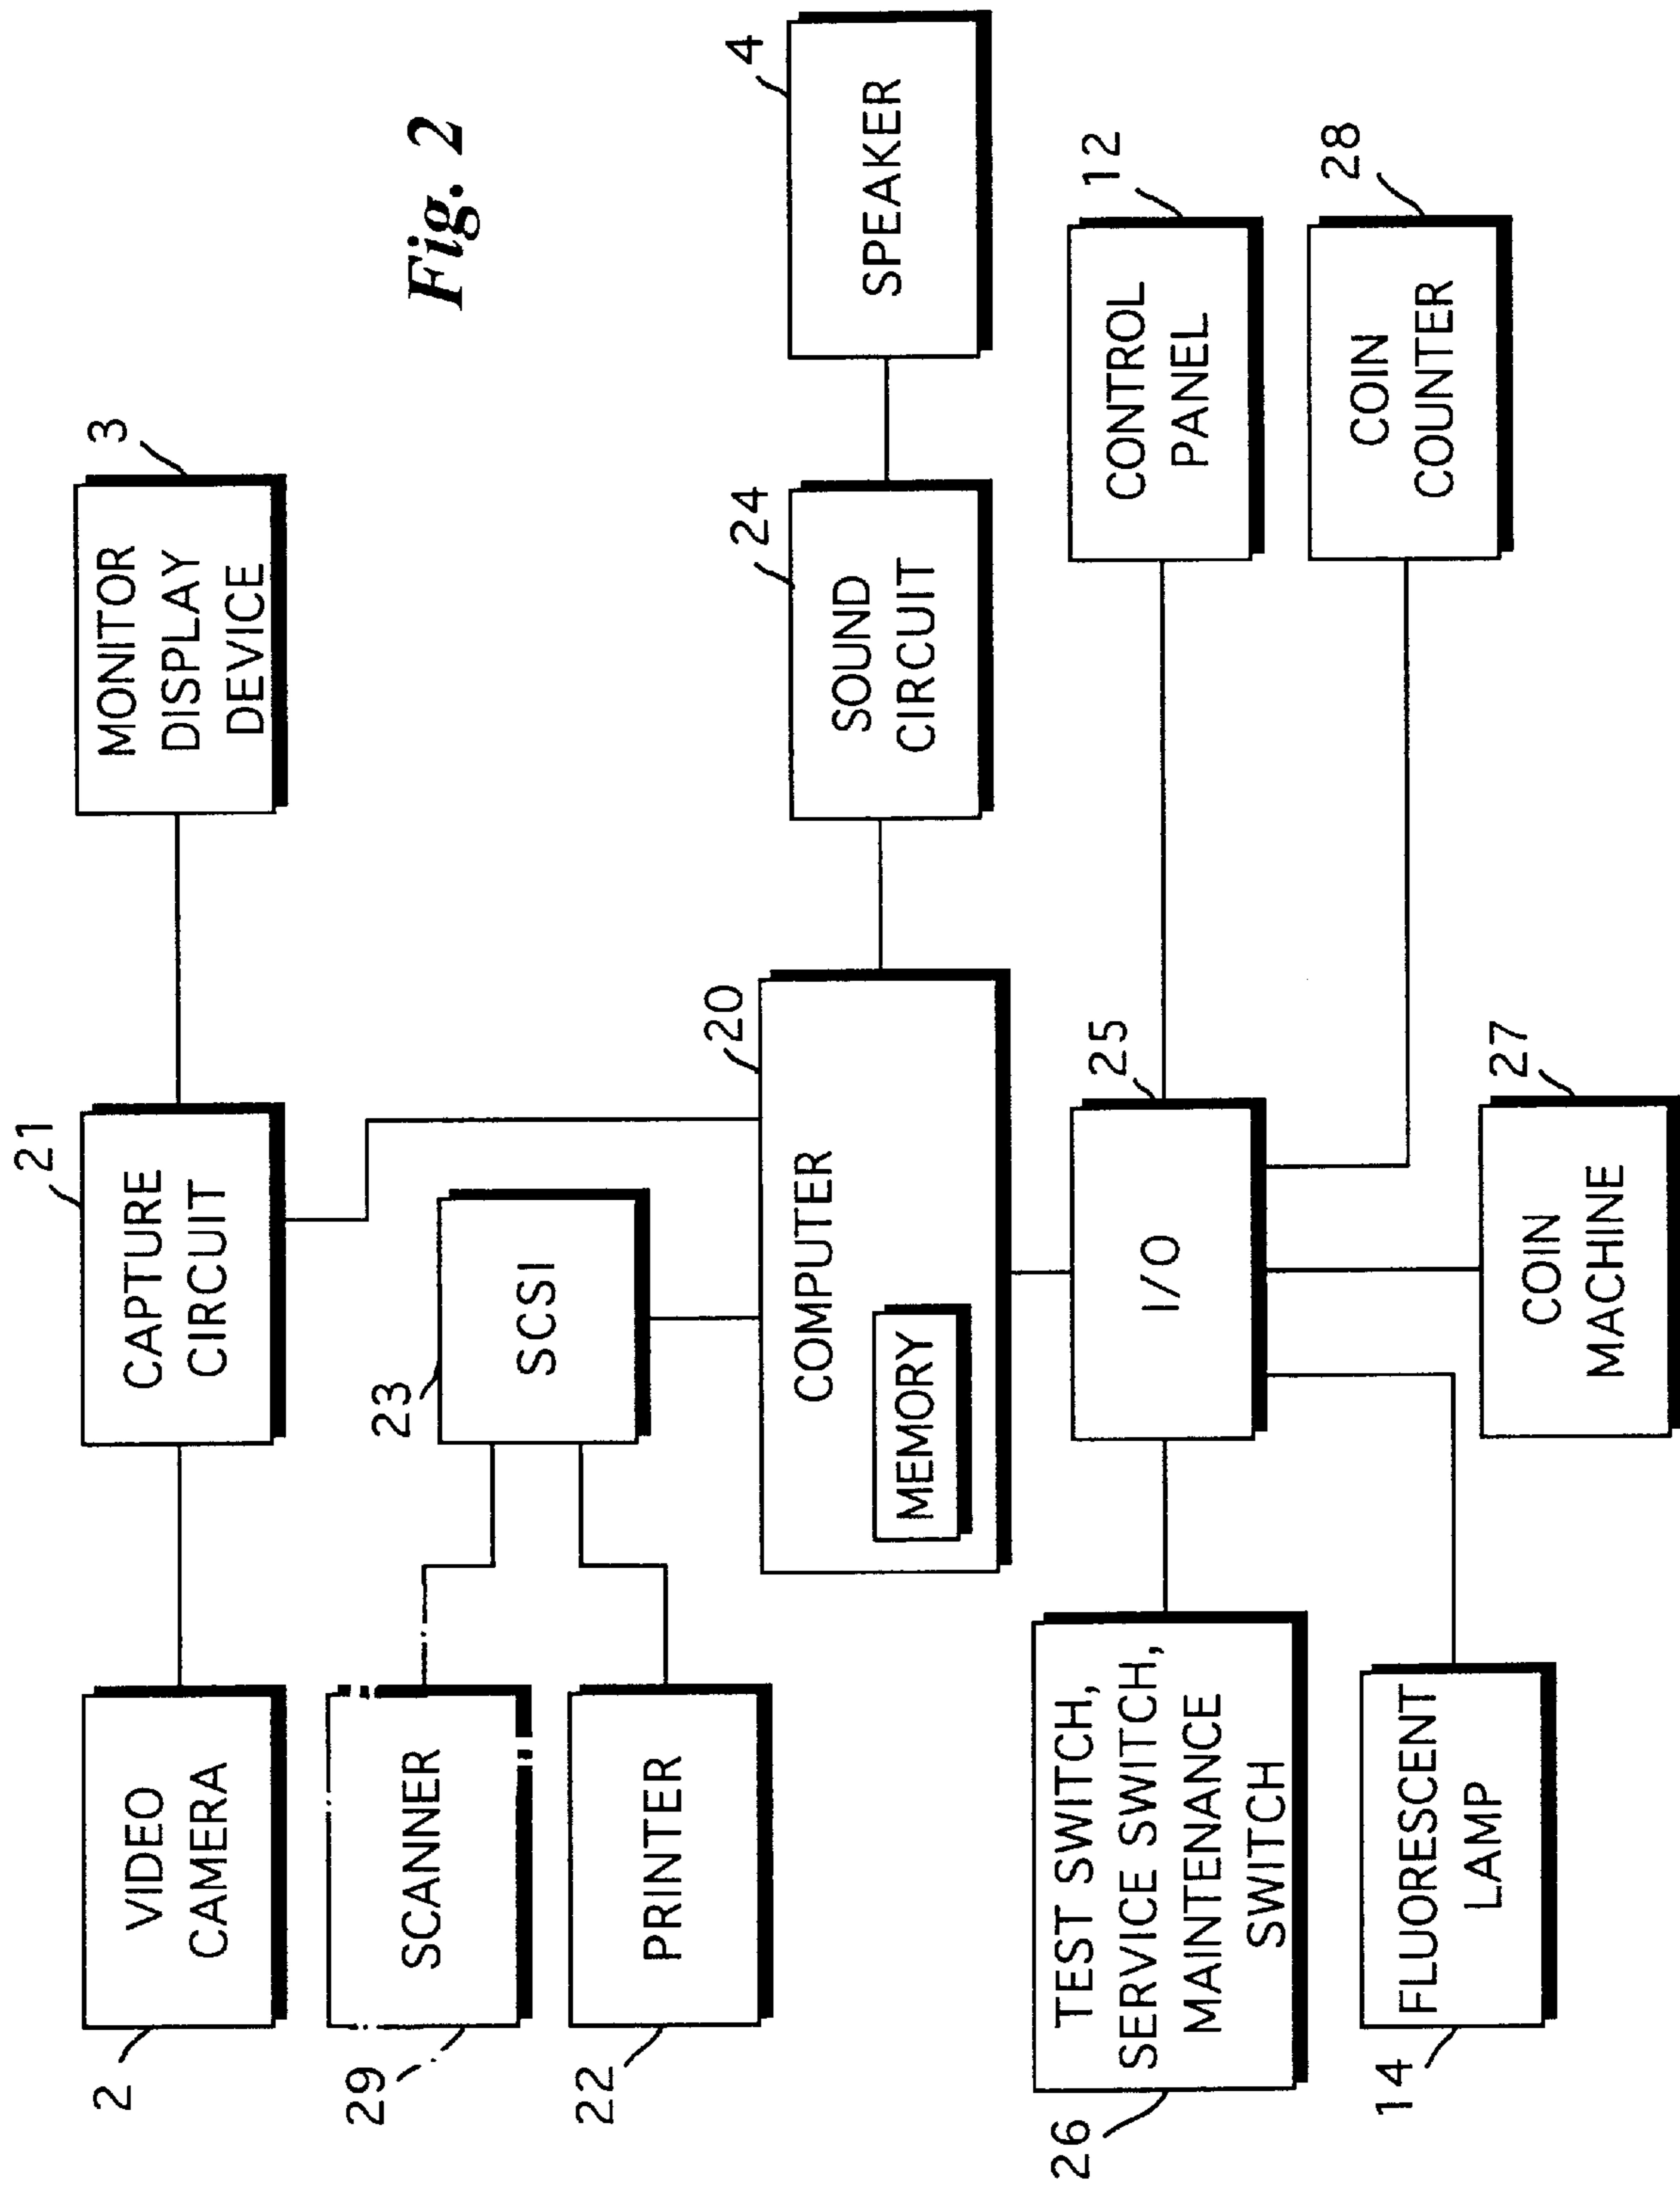 Fig. 2
2
VIDEO
CAMERA
21
CAPTURE
CIRCUIT
3
MONITOR
DISPLAY
DEVICE
29
SCANNER
23
SCSI
22
PRINTER
20
COMPUTER
MEMORY
24
SOUND
CIRCUIT
4
SPEAKER
26
TEST SWITCH,
SERVICE SWITCH,
MAINTENANCE
SWITCH
25
I/O
12
CONTROL
PANEL
14
FLUORESCENT
LAMP
27
COIN
MACHINE
28
COIN
COUNTER